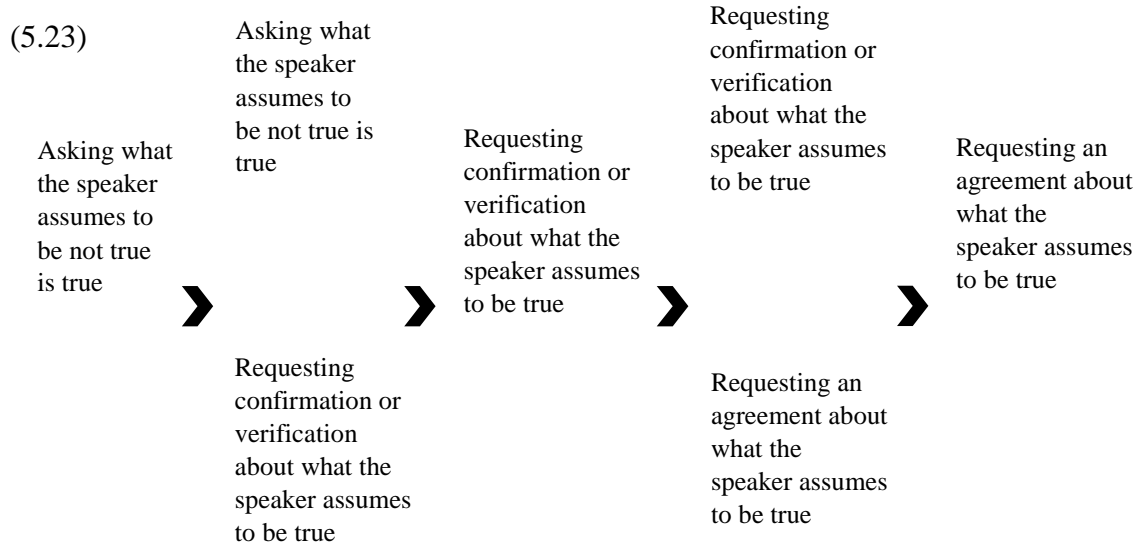 (5.23)
Asking what
the speaker
assumes to
be not true
is true
Asking what
the speaker
assumes to
be not true is
true
Requesting
confirmation or
verification
about what the
speaker assumes
to be true
Requesting
confirmation or
verification
about what the
speaker assumes
to be true
Requesting
confirmation or
verification
about what the
speaker assumes
to be true
Requesting an
agreement about
what the
speaker assumes
to be true
Requesting an
agreement about
what the
speaker assumes
to be true